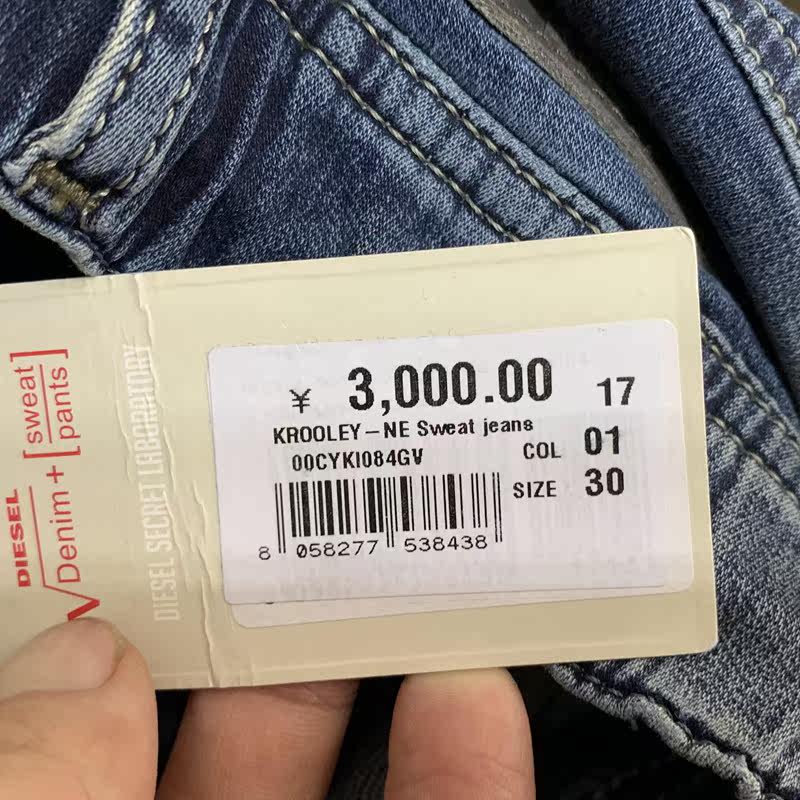 DIESEL
Denim + [sweat pants]
DIESEL SECRET LABORATORY
¥ 3,000.00 17
KROOLEY-NE Sweat jeans
00CYKI084GV COL 01
SIZE 30
8 058277 538438